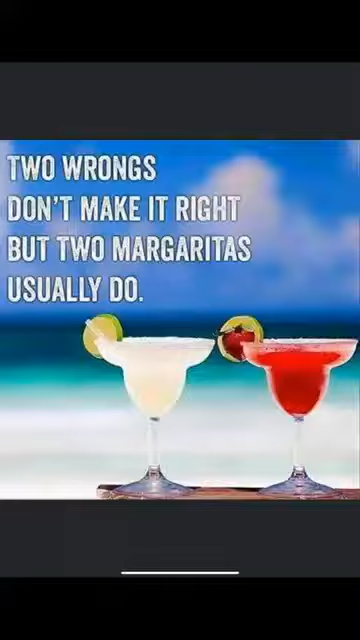 TWO WRONGS
DON'T MAKE IT RIGHT
BUT TWO MARGARITAS
USUALLY DO.